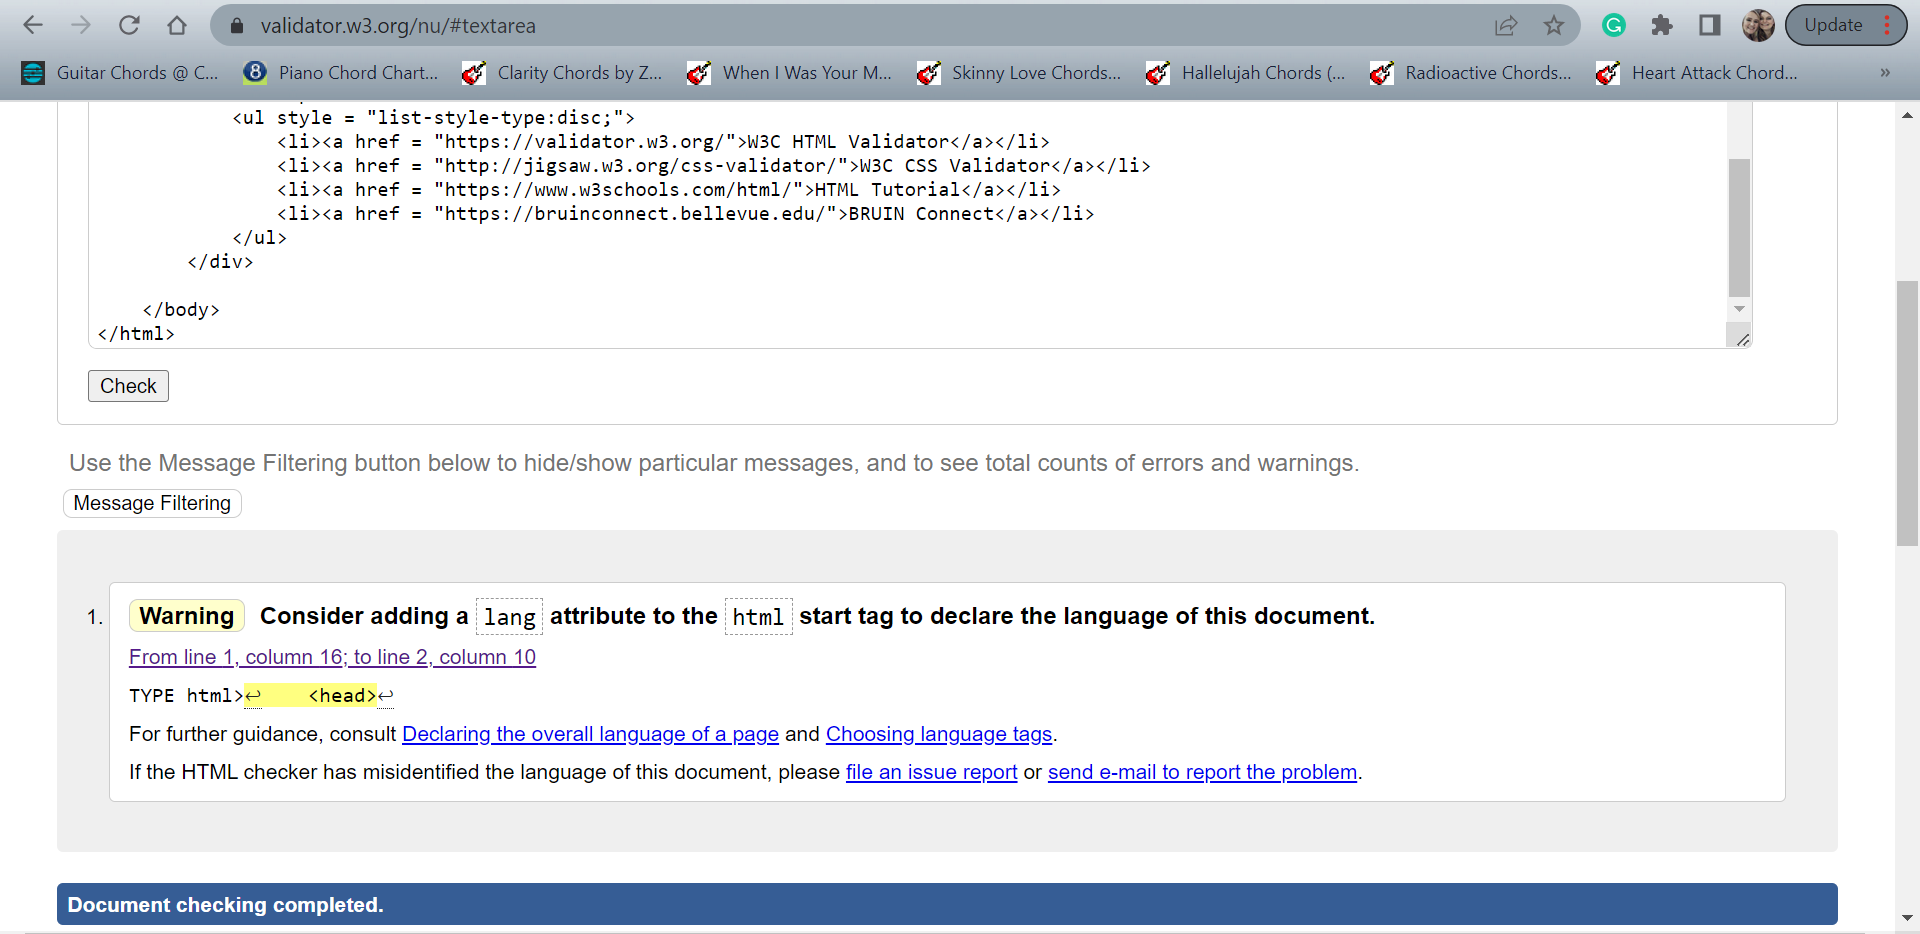 validator.w3.org/nu/#textarea
Update
Guitar Chords @ C...
8
Piano Chord Chart...
Clarity Chords by Z...
When I Was Your M...
Skinny Love Chords...
Hallelujah Chords (...
Radioactive Chords...
Heart Attack Chord...
»
<ul style = "list-style-type:disc;">
<li><a href = "https://validator.w3.org/">W3C HTML Validator</a></li>
<li><a href = "http://jigsaw.w3.org/css-validator/">W3C CSS Validator</a></li>
<li><a href = "https://www.w3schools.com/html/">HTML Tutorial</a></li>
<li><a href = "https://bruinconnect.bellevue.edu/">BRUIN Connect</a></li>
</ul>
</div>
</body>
</html>
Check
Use the Message Filtering button below to hide/show particular messages, and to see total counts of errors and warnings.
Message Filtering
1. Warning Consider adding a lang attribute to the html start tag to declare the language of this document.
From line 1, column 16; to line 2, column 10
TYPE html>↩    <head>↩
For further guidance, consult Declaring the overall language of a page and Choosing language tags.
If the HTML checker has misidentified the language of this document, please file an issue report or send e-mail to report the problem.
Document checking completed.